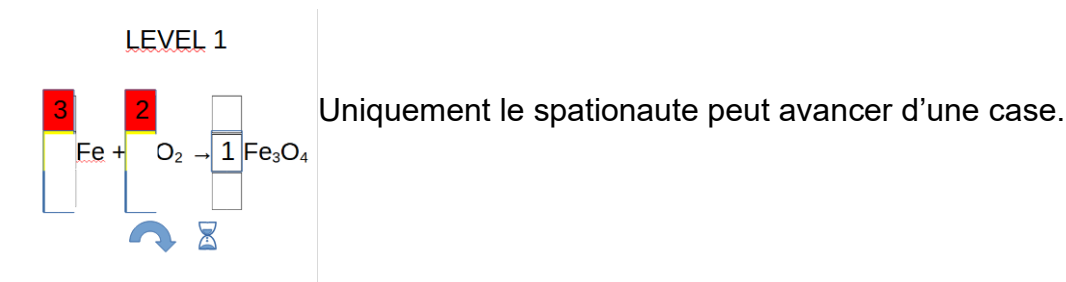 LEVEL 1
3 2
Uniquement le spationaute peut avancer d’une case.
Fe + O₂ → 1 Fe₃O₄